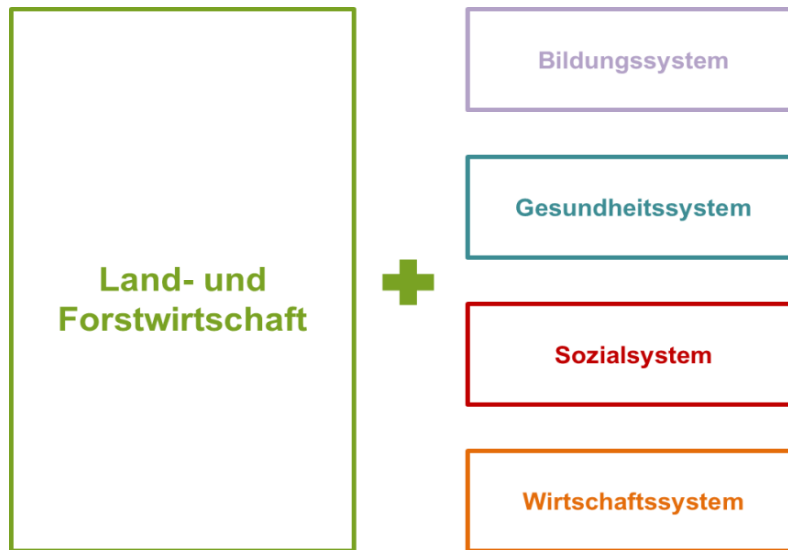 Land- und
Forstwirtschaft
Bildungssystem
Gesundheitssystem
Sozialsystem
Wirtschaftssystem